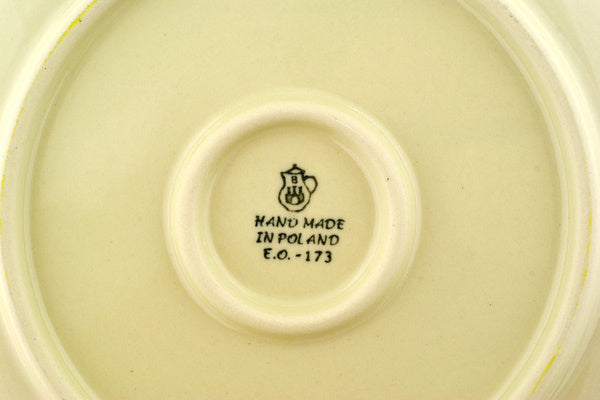 B
HAND MADE
IN POLAND
E.O. - 173